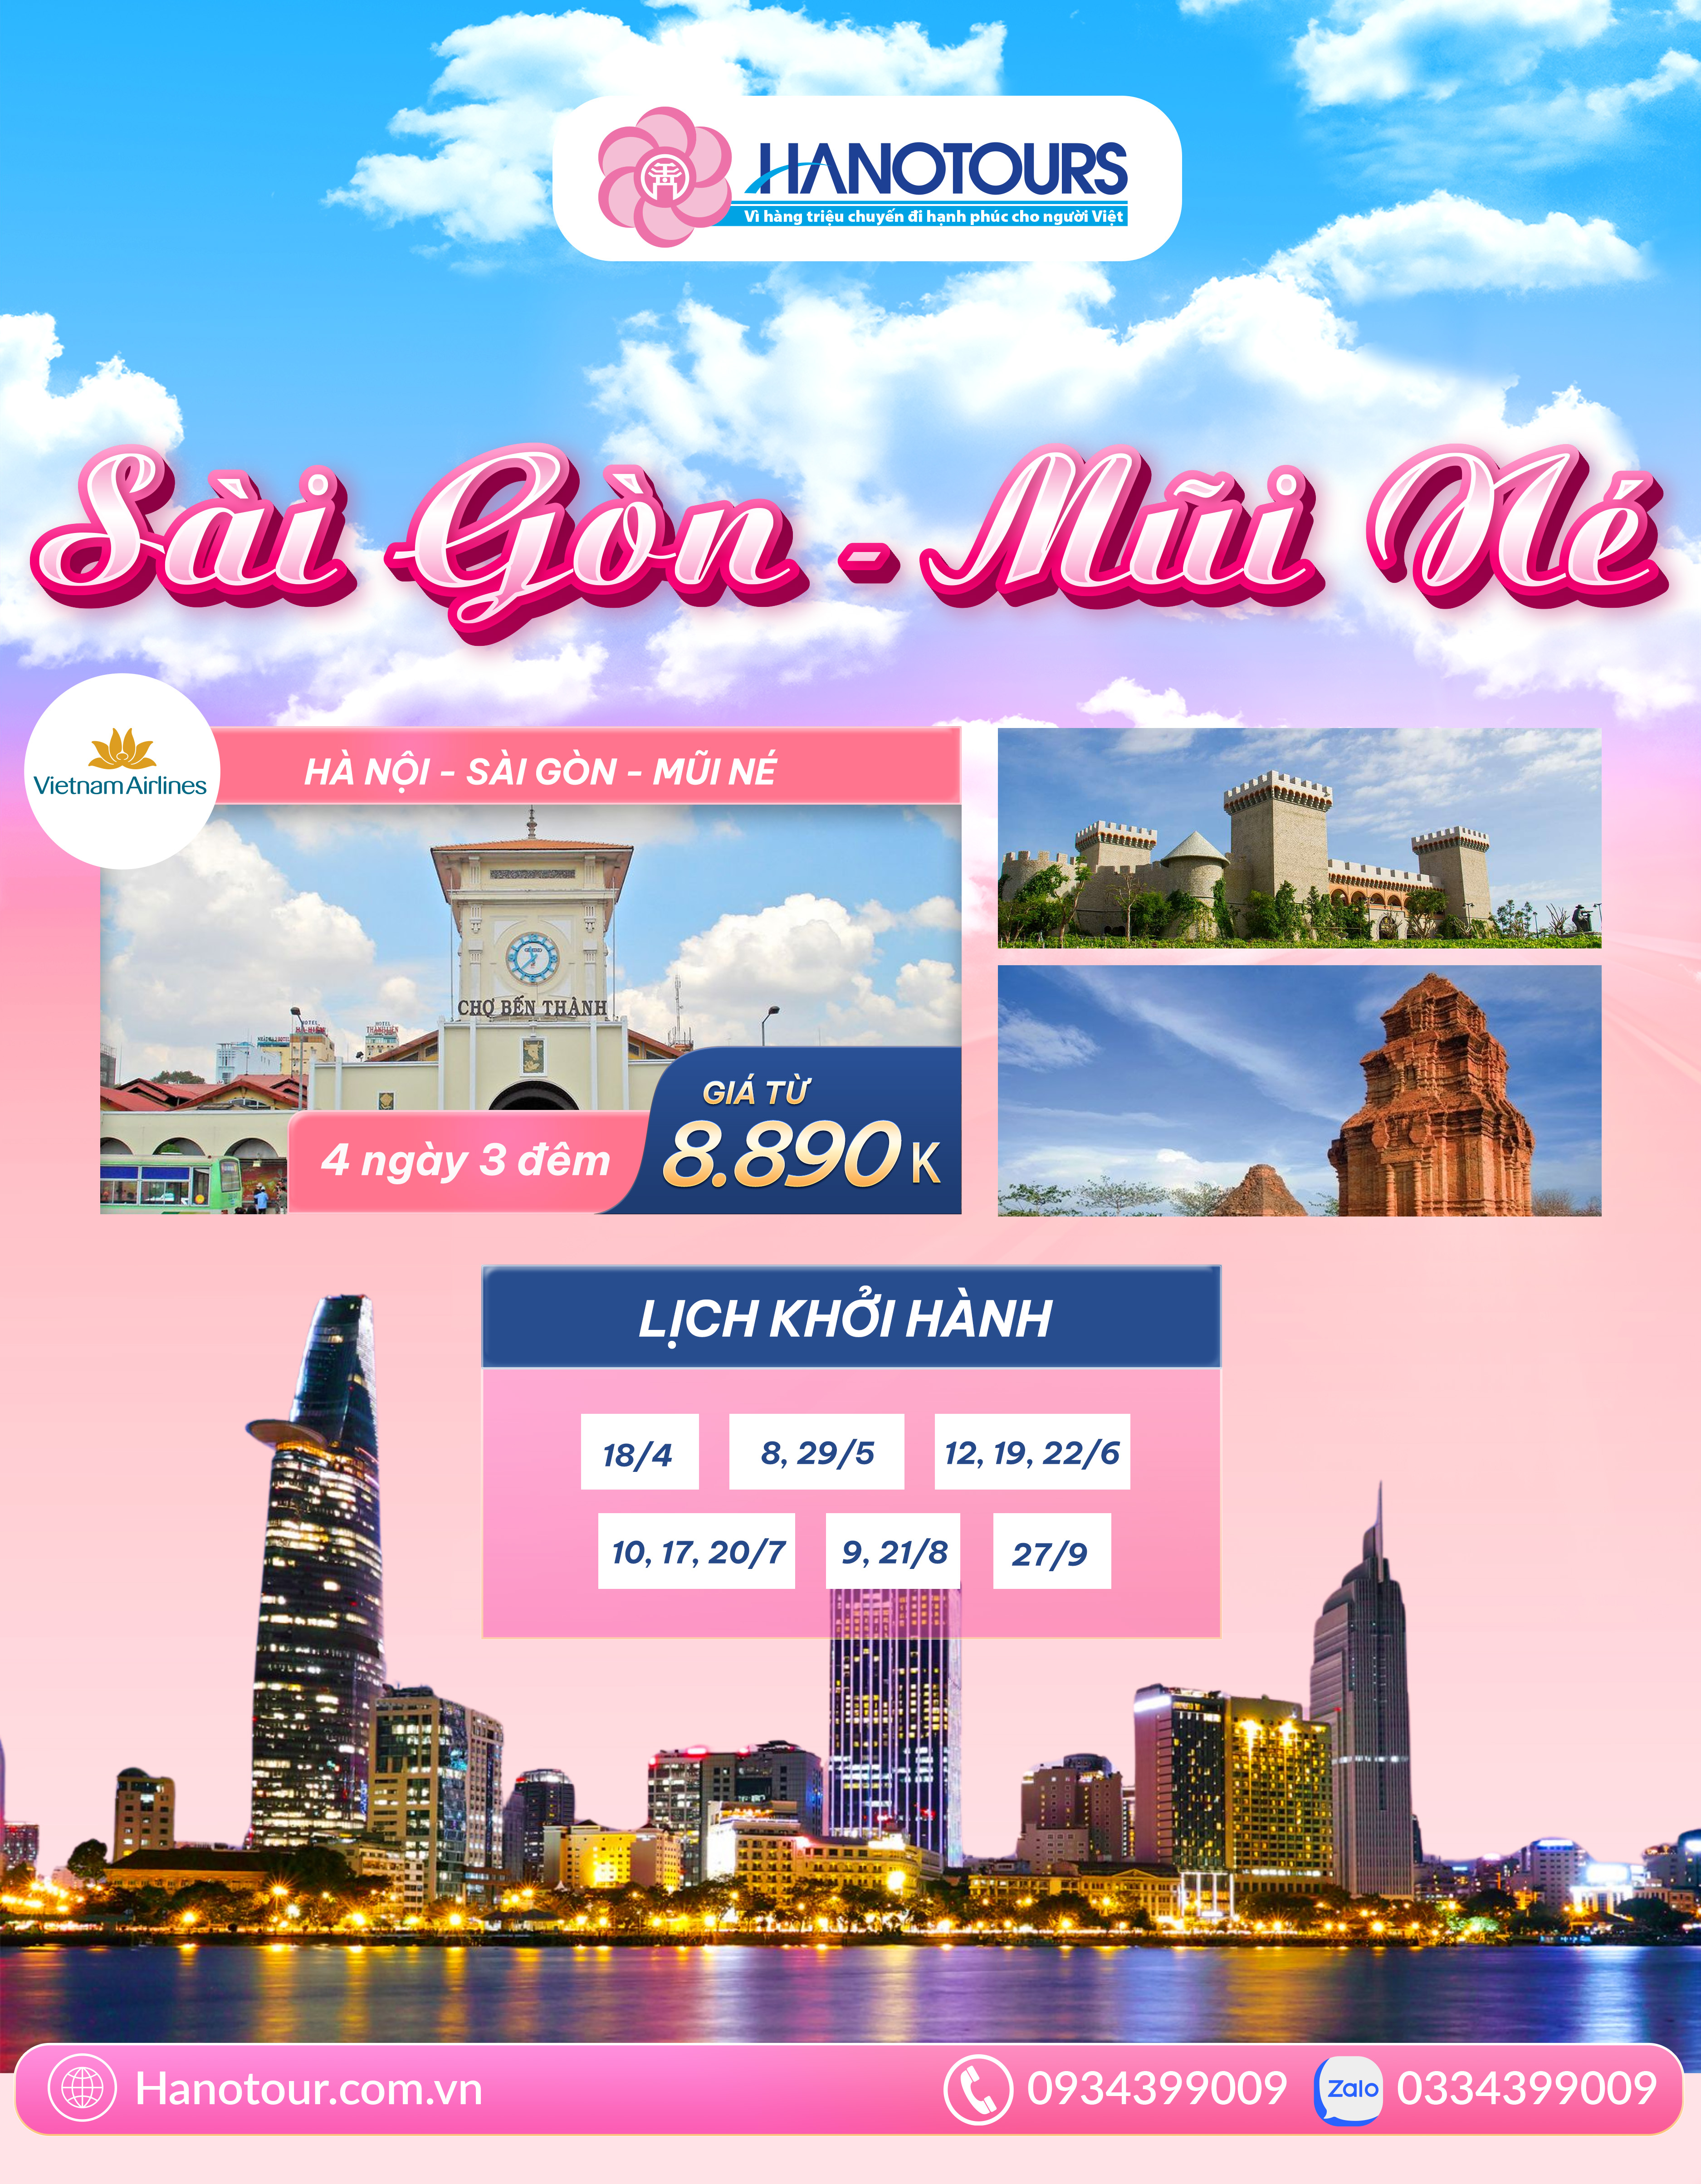 HANOTOURS
Vì hàng triệu chuyến đi hạnh phúc cho người Việt
Sài Gòn - Mũi Né
Vietnam Airlines
HÀ NỘI - SÀI GÒN - MŨI NÉ
CHỢ BẾN THÀNH
4 ngày 3 đêm
GIÁ TỪ
8.890 K
LỊCH KHỞI HÀNH
18/4
8, 29/5
12, 19, 22/6
10, 17, 20/7
9, 21/8
27/9
Hanotour.com.vn
0934399009
Zalo
0334399009